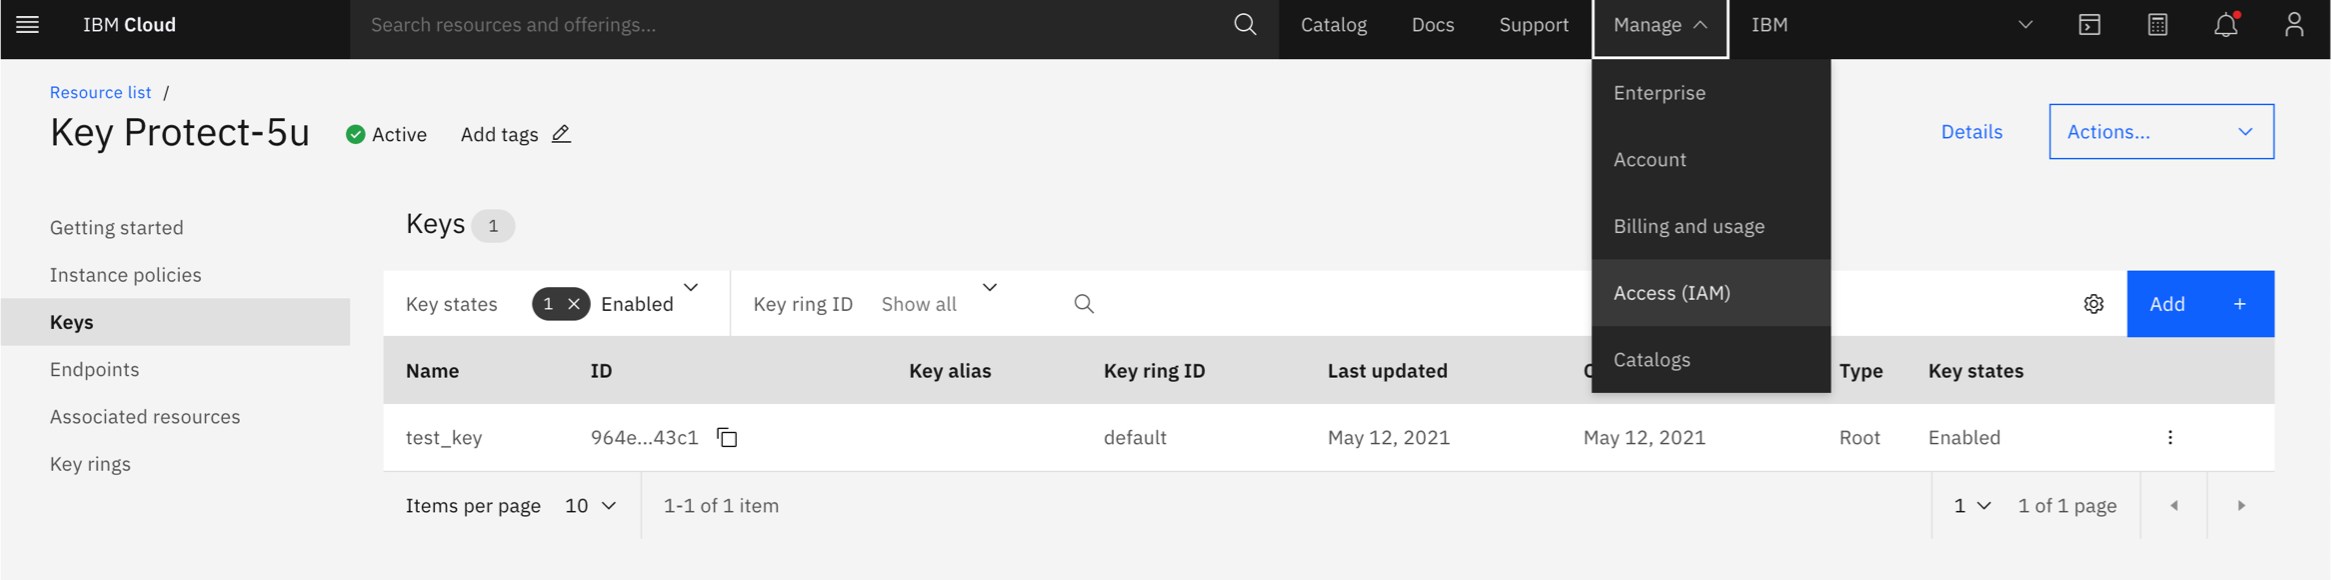 IBM Cloud
Search resources and offerings...
Catalog
Docs
Support
Manage
IBM
Enterprise
Account
Billing and usage
Access (IAM)
Catalogs
Resource list /
Key Protect-5u
Active
Add tags
Details
Actions...
Getting started
Instance policies
Keys
Endpoints
Associated resources
Key rings
Keys 1
Key states 1 Enabled
Key ring ID Show all
Add +
Name ID Key alias Key ring ID Last updated Type Key states
test_key 964e...43c1 default May 12, 2021 May 12, 2021 Root Enabled
Items per page 10 1-1 of 1 item
1 1 of 1 page